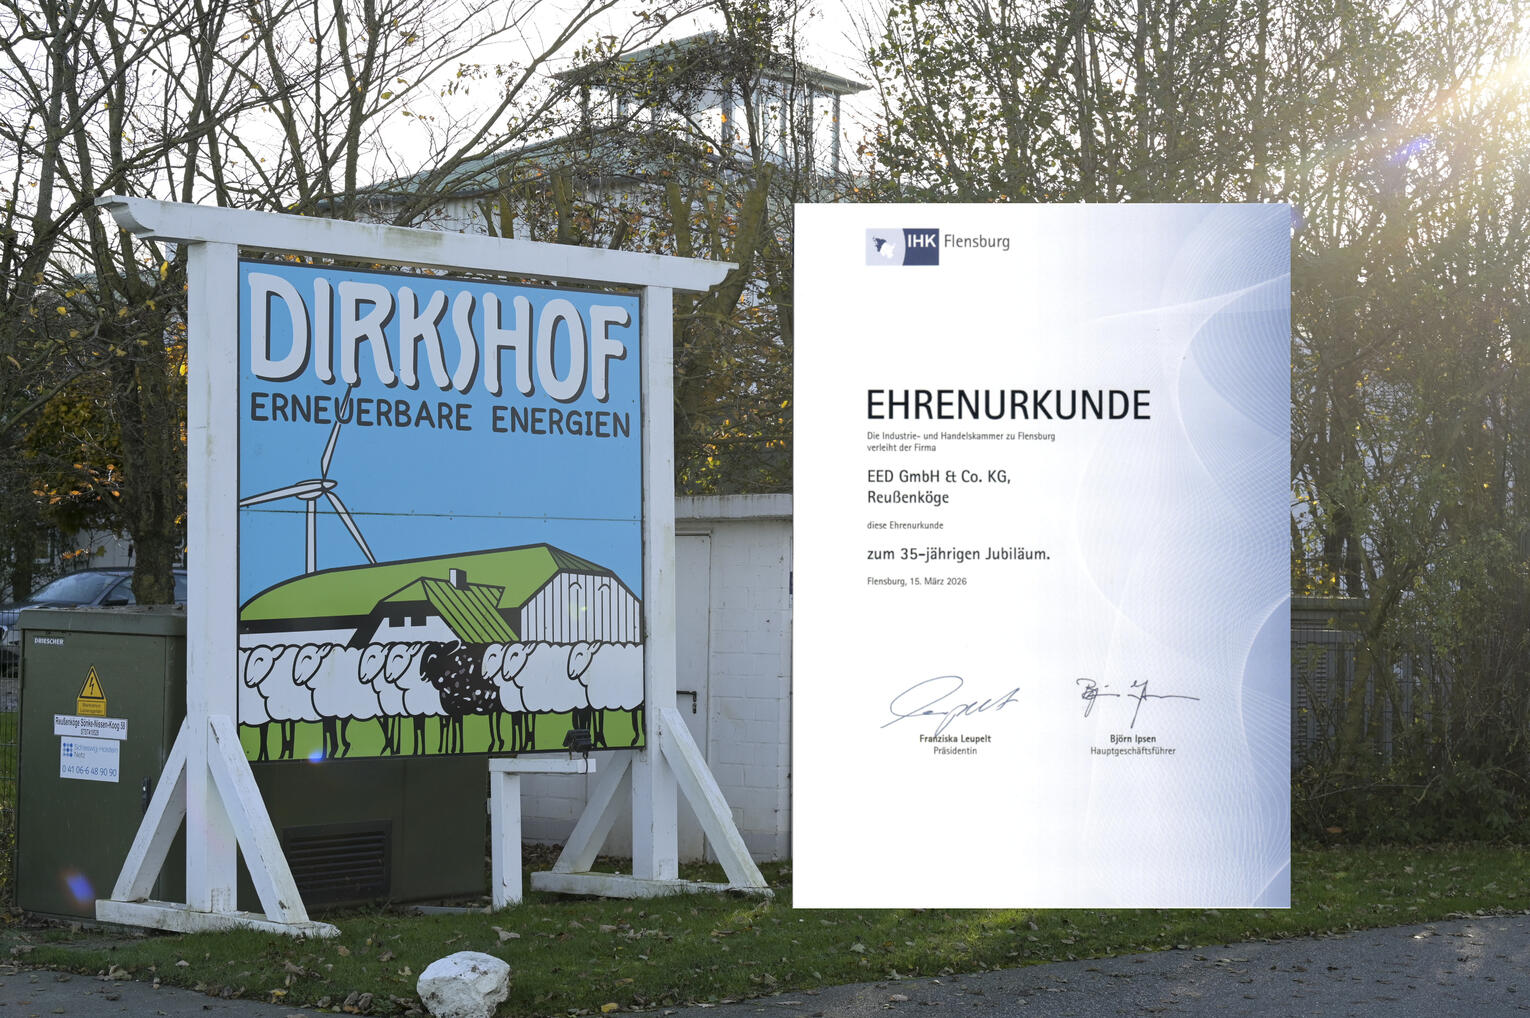 DIRKSHOF
ERNEUERBARE ENERGIEN
DRIESCHER
Reußenköge Sönke-Nissen-Koog 58
Schleswig-Holstein
Netz
0 41 06-6 48 90 90
IHK Flensburg
EHRENURKUNDE
Die Industrie- und Handelskammer zu Flensburg
verleiht der Firma
EED GmbH & Co. KG,
Reußenköge
diese Ehrenurkunde
zum 35-jährigen Jubiläum.
Flensburg, 15. März 2026
Franziska Leupelt
Präsidentin
Björn Ipsen
Hauptgeschäftsführer